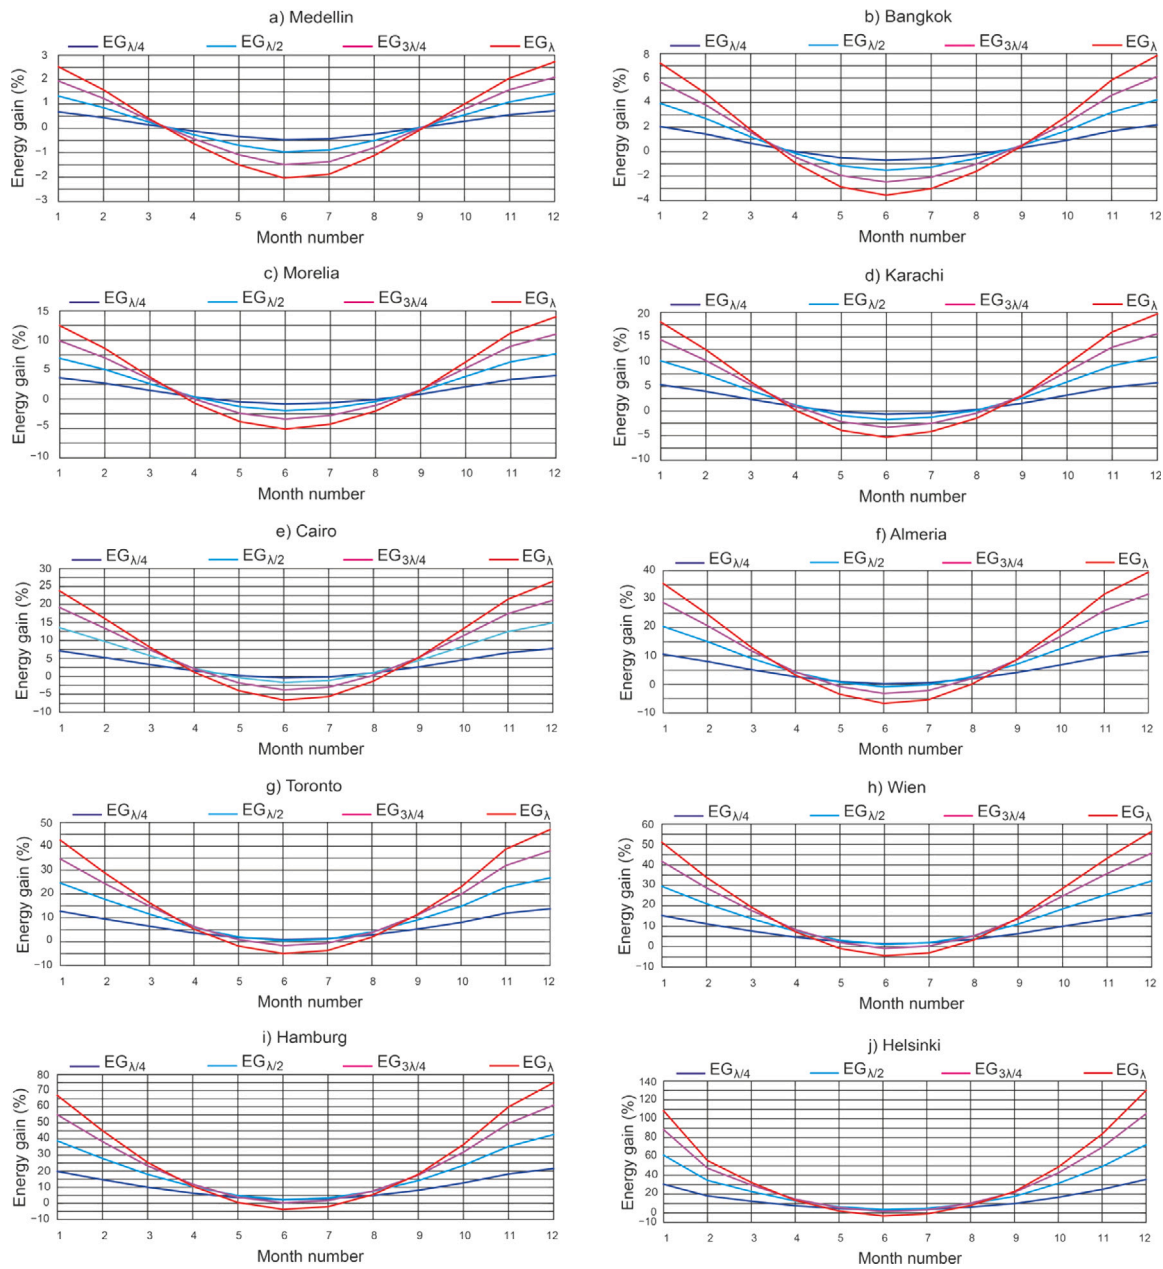 a) Medellin
EGλ/4 EGλ/2 EG3λ/4 EGλ
Energy gain (%)
3
2
1
0
−1
−2
−3
1 2 3 4 5 6 7 8 9 10 11 12
Month number
b) Bangkok
EGλ/4 EGλ/2 EG3λ/4 EGλ
Energy gain (%)
8
6
4
2
0
−2
−4
1 2 3 4 5 6 7 8 9 10 11 12
Month number
c) Morelia
EGλ/4 EGλ/2 EG3λ/4 EGλ
Energy gain (%)
15
10
5
0
−5
−10
1 2 3 4 5 6 7 8 9 10 11 12
Month number
d) Karachi
EGλ/4 EGλ/2 EG3λ/4 EGλ
Energy gain (%)
20
15
10
5
0
−5
−10
1 2 3 4 5 6 7 8 9 10 11 12
Month number
e) Cairo
EGλ/4 EGλ/2 EG3λ/4 EGλ
Energy gain (%)
30
25
20
15
10
5
0
−5
−10
1 2 3 4 5 6 7 8 9 10 11 12
Month number
f) Almeria
EGλ/4 EGλ/2 EG3λ/4 EGλ
Energy gain (%)
40
30
20
10
0
−10
1 2 3 4 5 6 7 8 9 10 11 12
Month number
g) Toronto
EGλ/4 EGλ/2 EG3λ/4 EGλ
Energy gain (%)
50
40
30
20
10
0
−10
1 2 3 4 5 6 7 8 9 10 11 12
Month number
h) Wien
EGλ/4 EGλ/2 EG3λ/4 EGλ
Energy gain (%)
60
50
40
30
20
10
0
−10
1 2 3 4 5 6 7 8 9 10 11 12
Month number
i) Hamburg
EGλ/4 EGλ/2 EG3λ/4 EGλ
Energy gain (%)
80
70
60
50
40
30
20
10
0
−10
1 2 3 4 5 6 7 8 9 10 11 12
Month number
j) Helsinki
EGλ/4 EGλ/2 EG3λ/4 EGλ
Energy gain (%)
140
120
100
80
60
40
20
0
−10
1 2 3 4 5 6 7 8 9 10 11 12
Month number